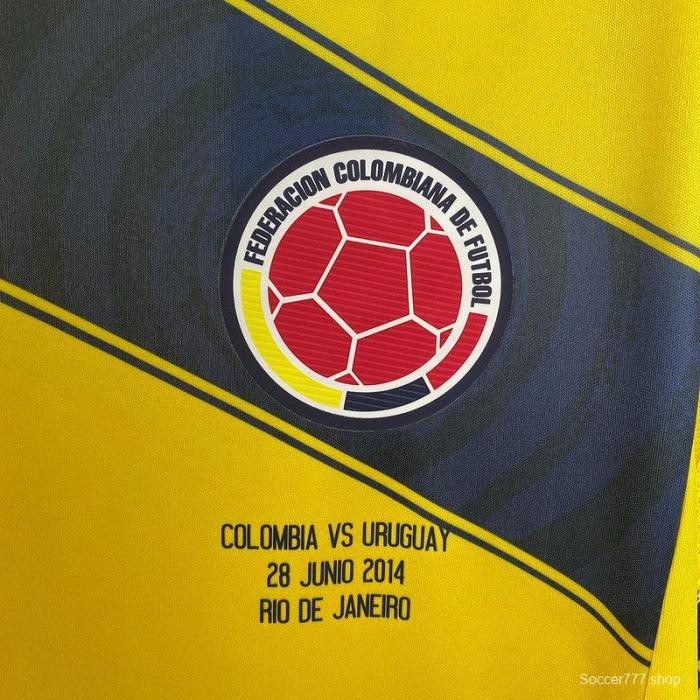 FEDERACION COLOMBIANA DE FUTBOL
COLOMBIA VS URUGUAY
28 JUNIO 2014
RIO DE JANEIRO
Soccer777 shop